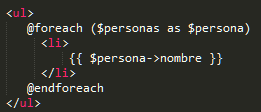 <ul>
@foreach ($personas as $persona)
<li>
{{ $persona->nombre }}
</li>
@endforeach
</ul>